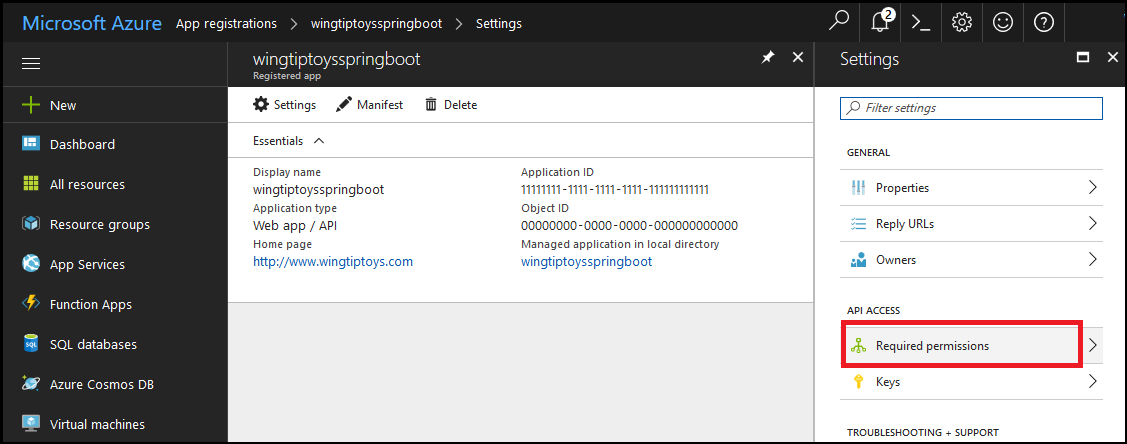 Microsoft Azure App registrations > wingtiptoysspringboot > Settings
2
New
Dashboard
All resources
Resource groups
App Services
Function Apps
SQL databases
Azure Cosmos DB
Virtual machines
wingtiptoysspringboot
Registered app
Settings Manifest Delete
Essentials
Display name
wingtiptoysspringboot
Application type
Web app / API
Home page
http://www.wingtiptoys.com
Application ID
11111111-1111-1111-1111-111111111111
Object ID
00000000-0000-0000-000000000000
Managed application in local directory
wingtiptoysspringboot
Settings
Filter settings
GENERAL
Properties
Reply URLs
Owners
API ACCESS
Required permissions
Keys
TROUBLESHOOTING + SUPPORT